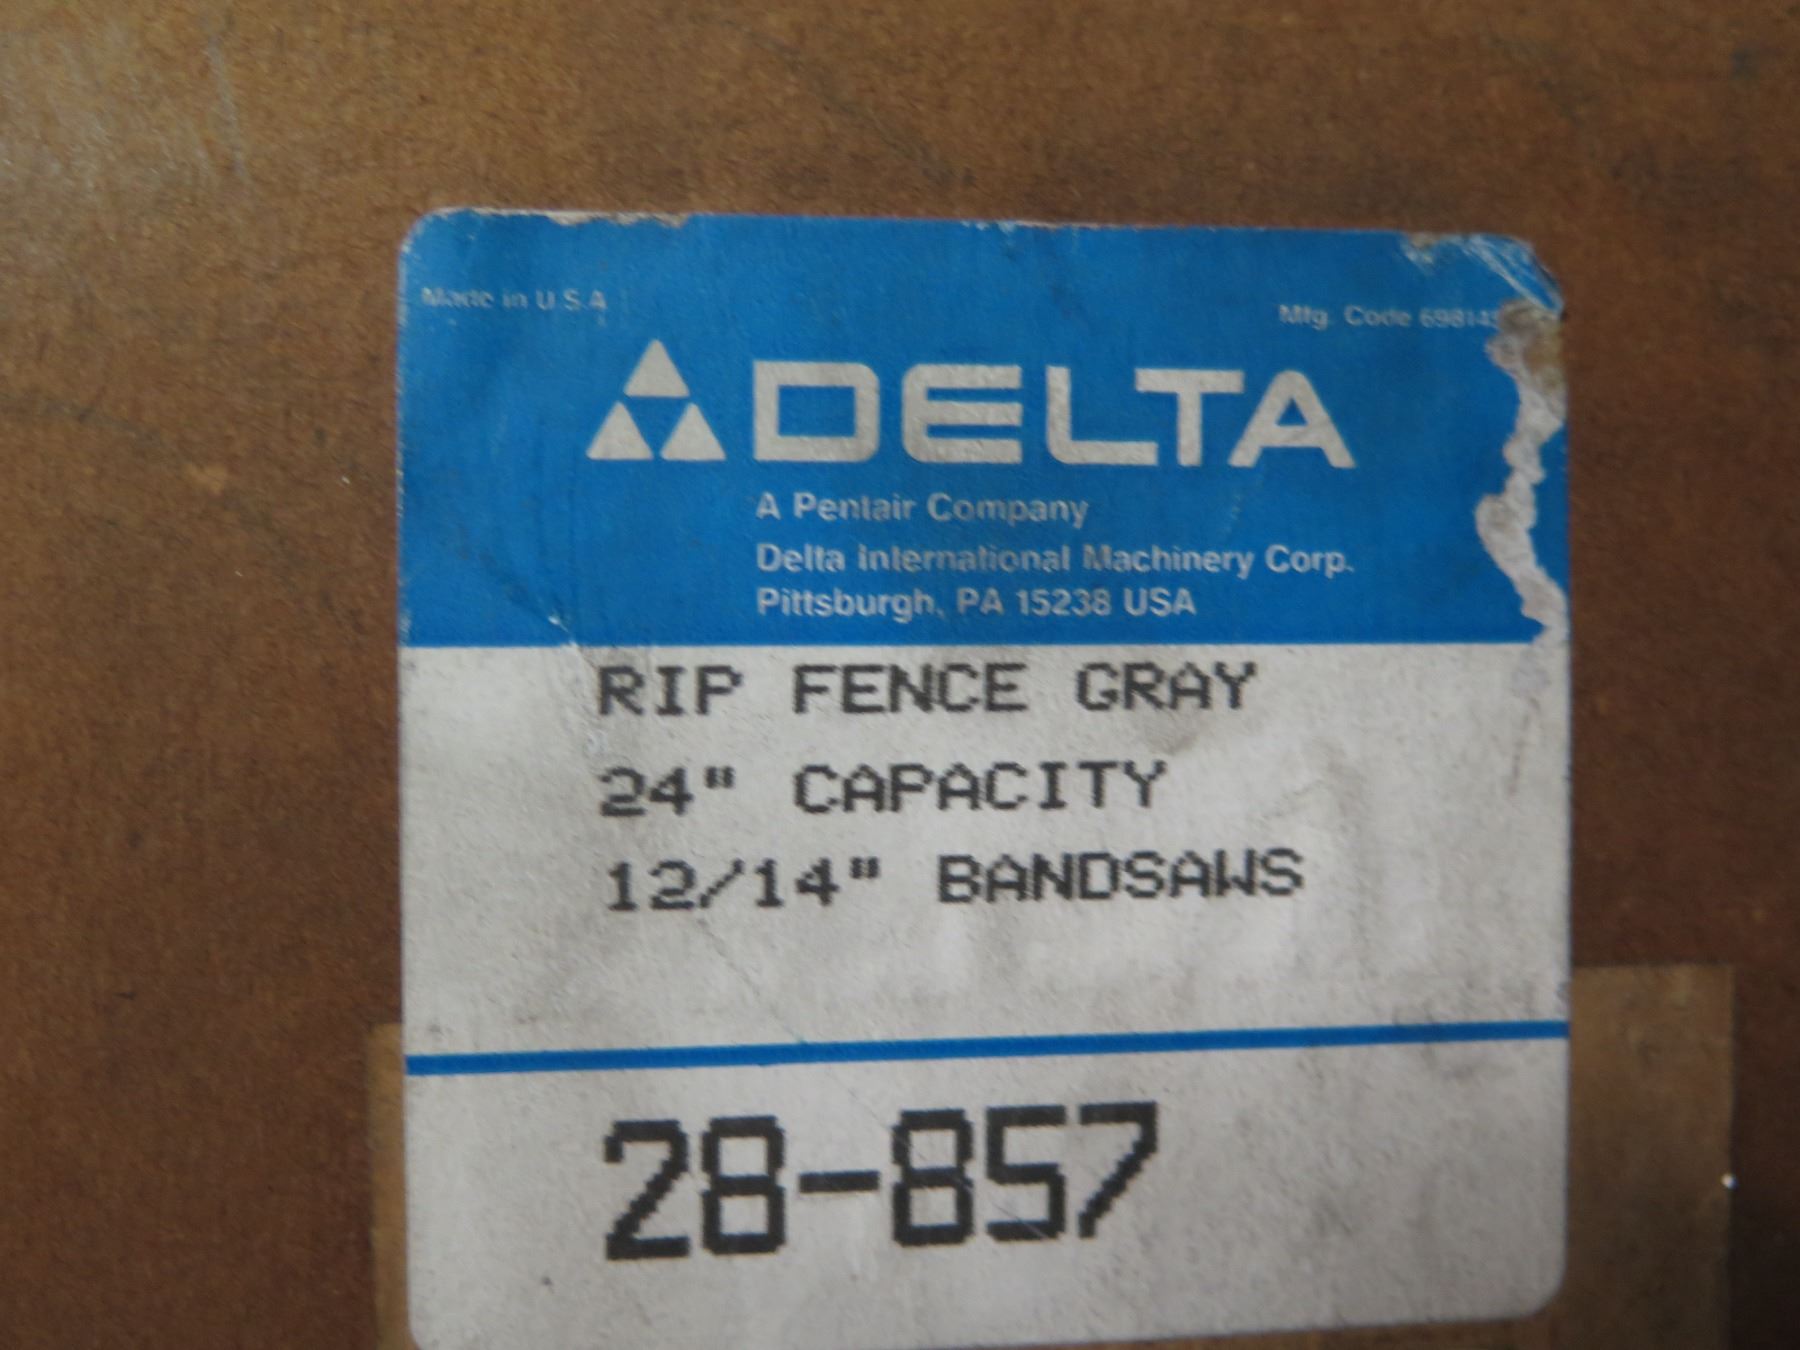 Made in U.S.A
Mfg. Code
DELTA
A Pentair Company
Delta International Machinery Corp.
Pittsburgh, PA 15238 USA
RIP FENCE GRAY
24" CAPACITY
12/14" BANDSAWS
28-857